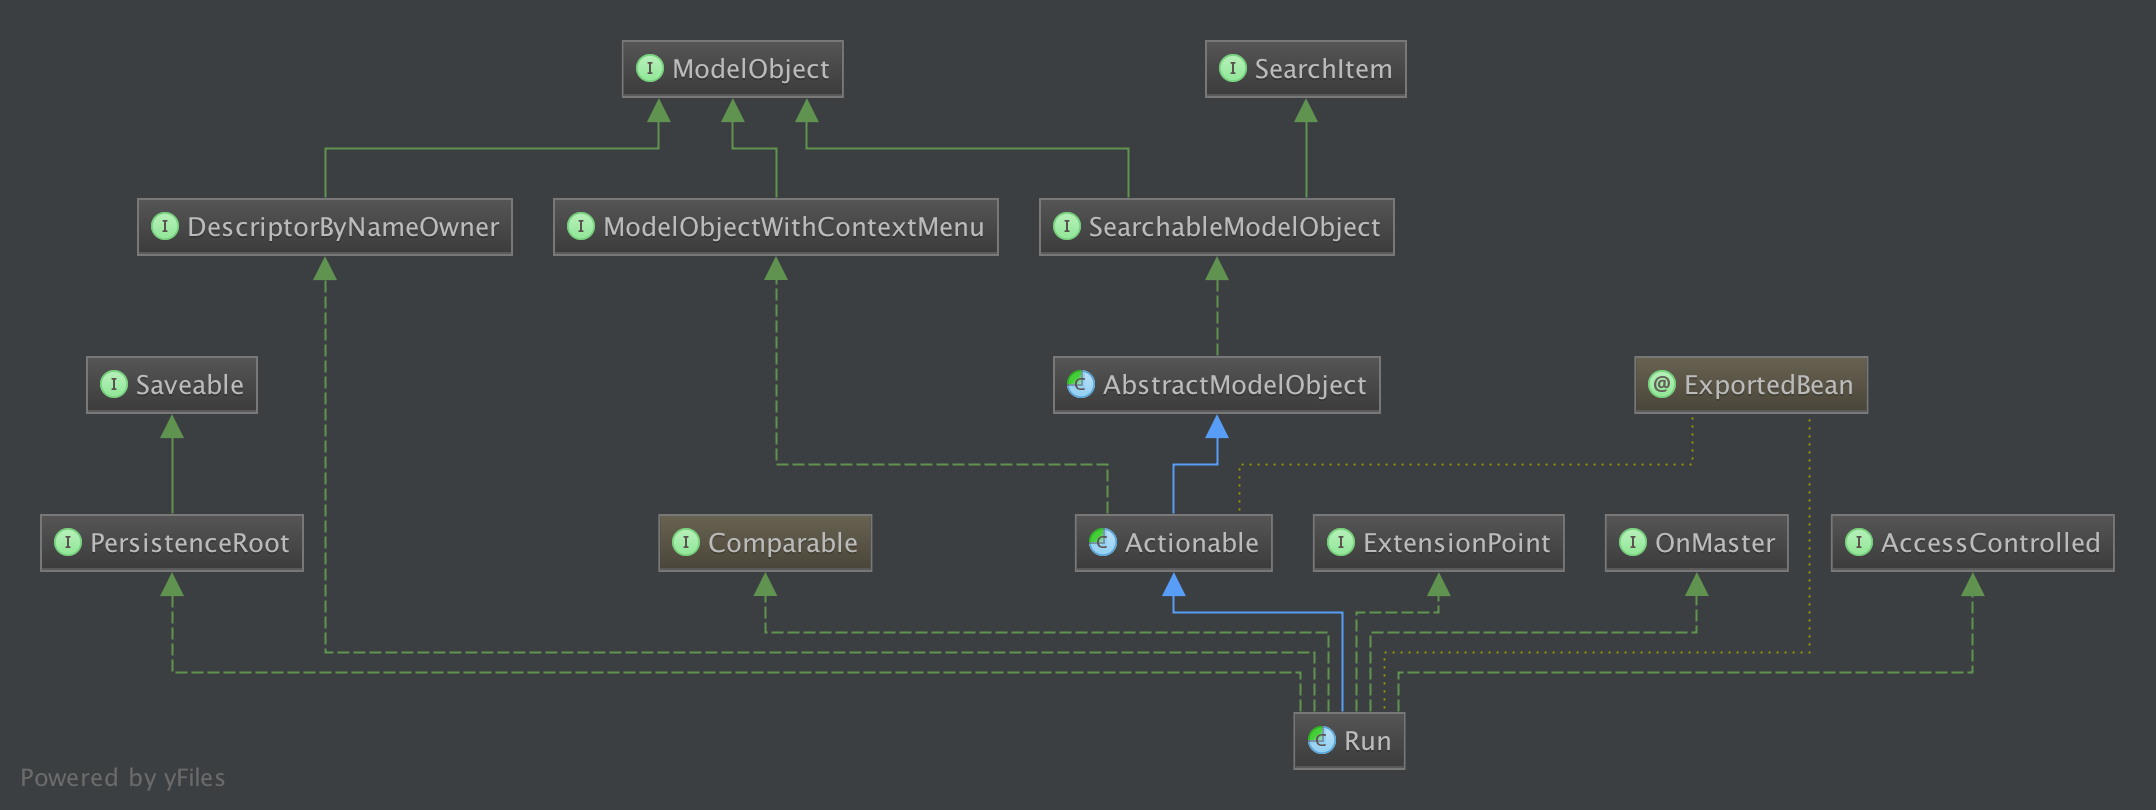 ModelObject
SearchItem
DescriptorByNameOwner
ModelObjectWithContextMenu
SearchableModelObject
Saveable
AbstractModelObject
@ ExportedBean
PersistenceRoot
Comparable
Actionable
ExtensionPoint
OnMaster
AccessControlled
Run
Powered by yFiles